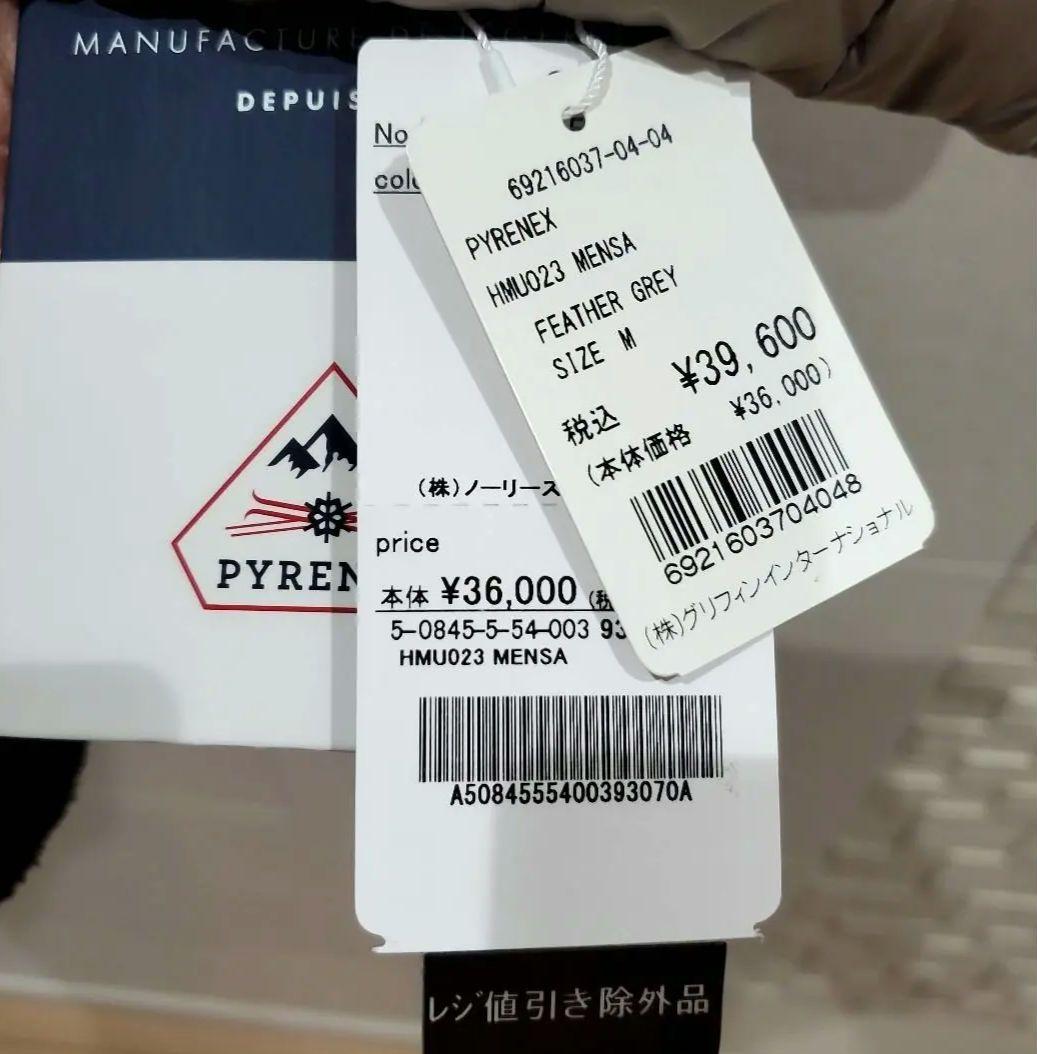 MANUFACTURE
DEPUIS
PYREN
No
colo
(株)ノーリース
price
本体 ¥36,000 (税
5-0845-5-54-003 93
HMU023 MENSA
A5084555400393070A
レジ値引き除外品
69216037-04-04
PYRENEX
HMU023 MENSA
FEATHER GREY
SIZE M
¥39,600
税込
(本体価格 ¥36,000)
6921603704048
(株)グリフィンインターナショナル